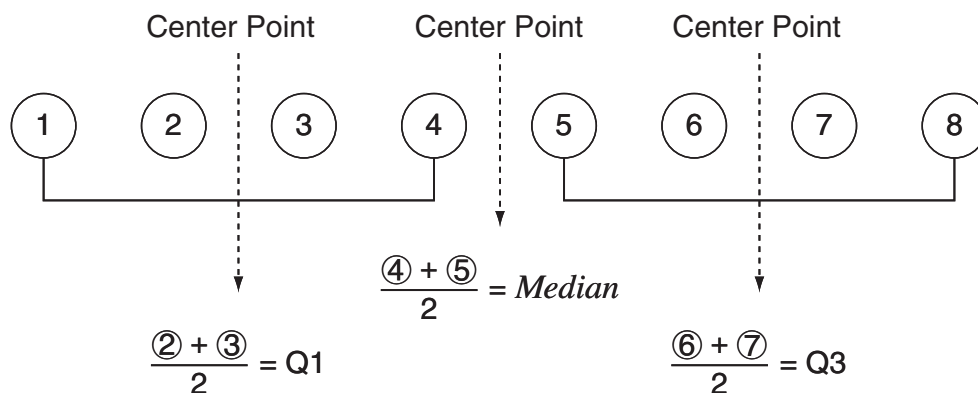 Center Point Center Point Center Point
1 2 3 4 5 6 7 8
④ + ⑤
2
= Median
② + ③
2
= Q1
⑥ + ⑦
2
= Q3